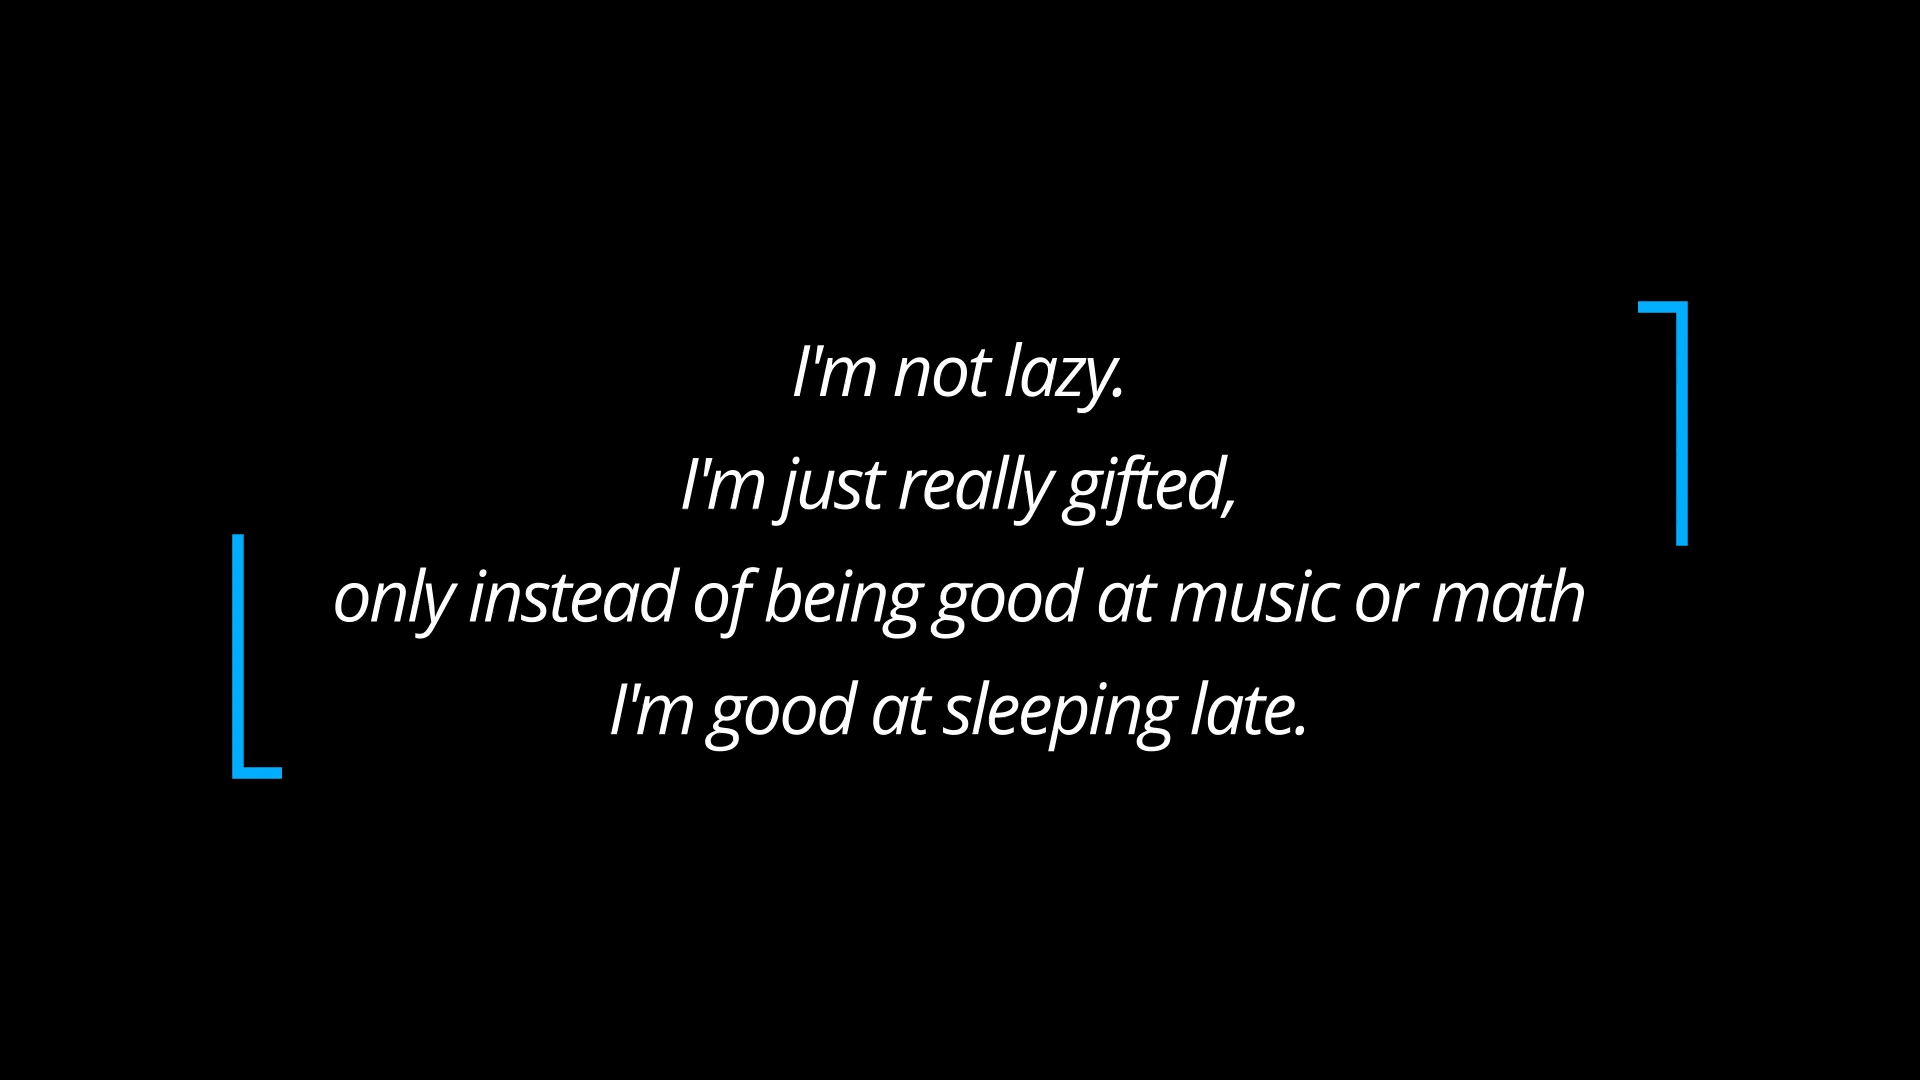 I'm not lazy.
I'm just really gifted,
only instead of being good at music or math
I'm good at sleeping late.